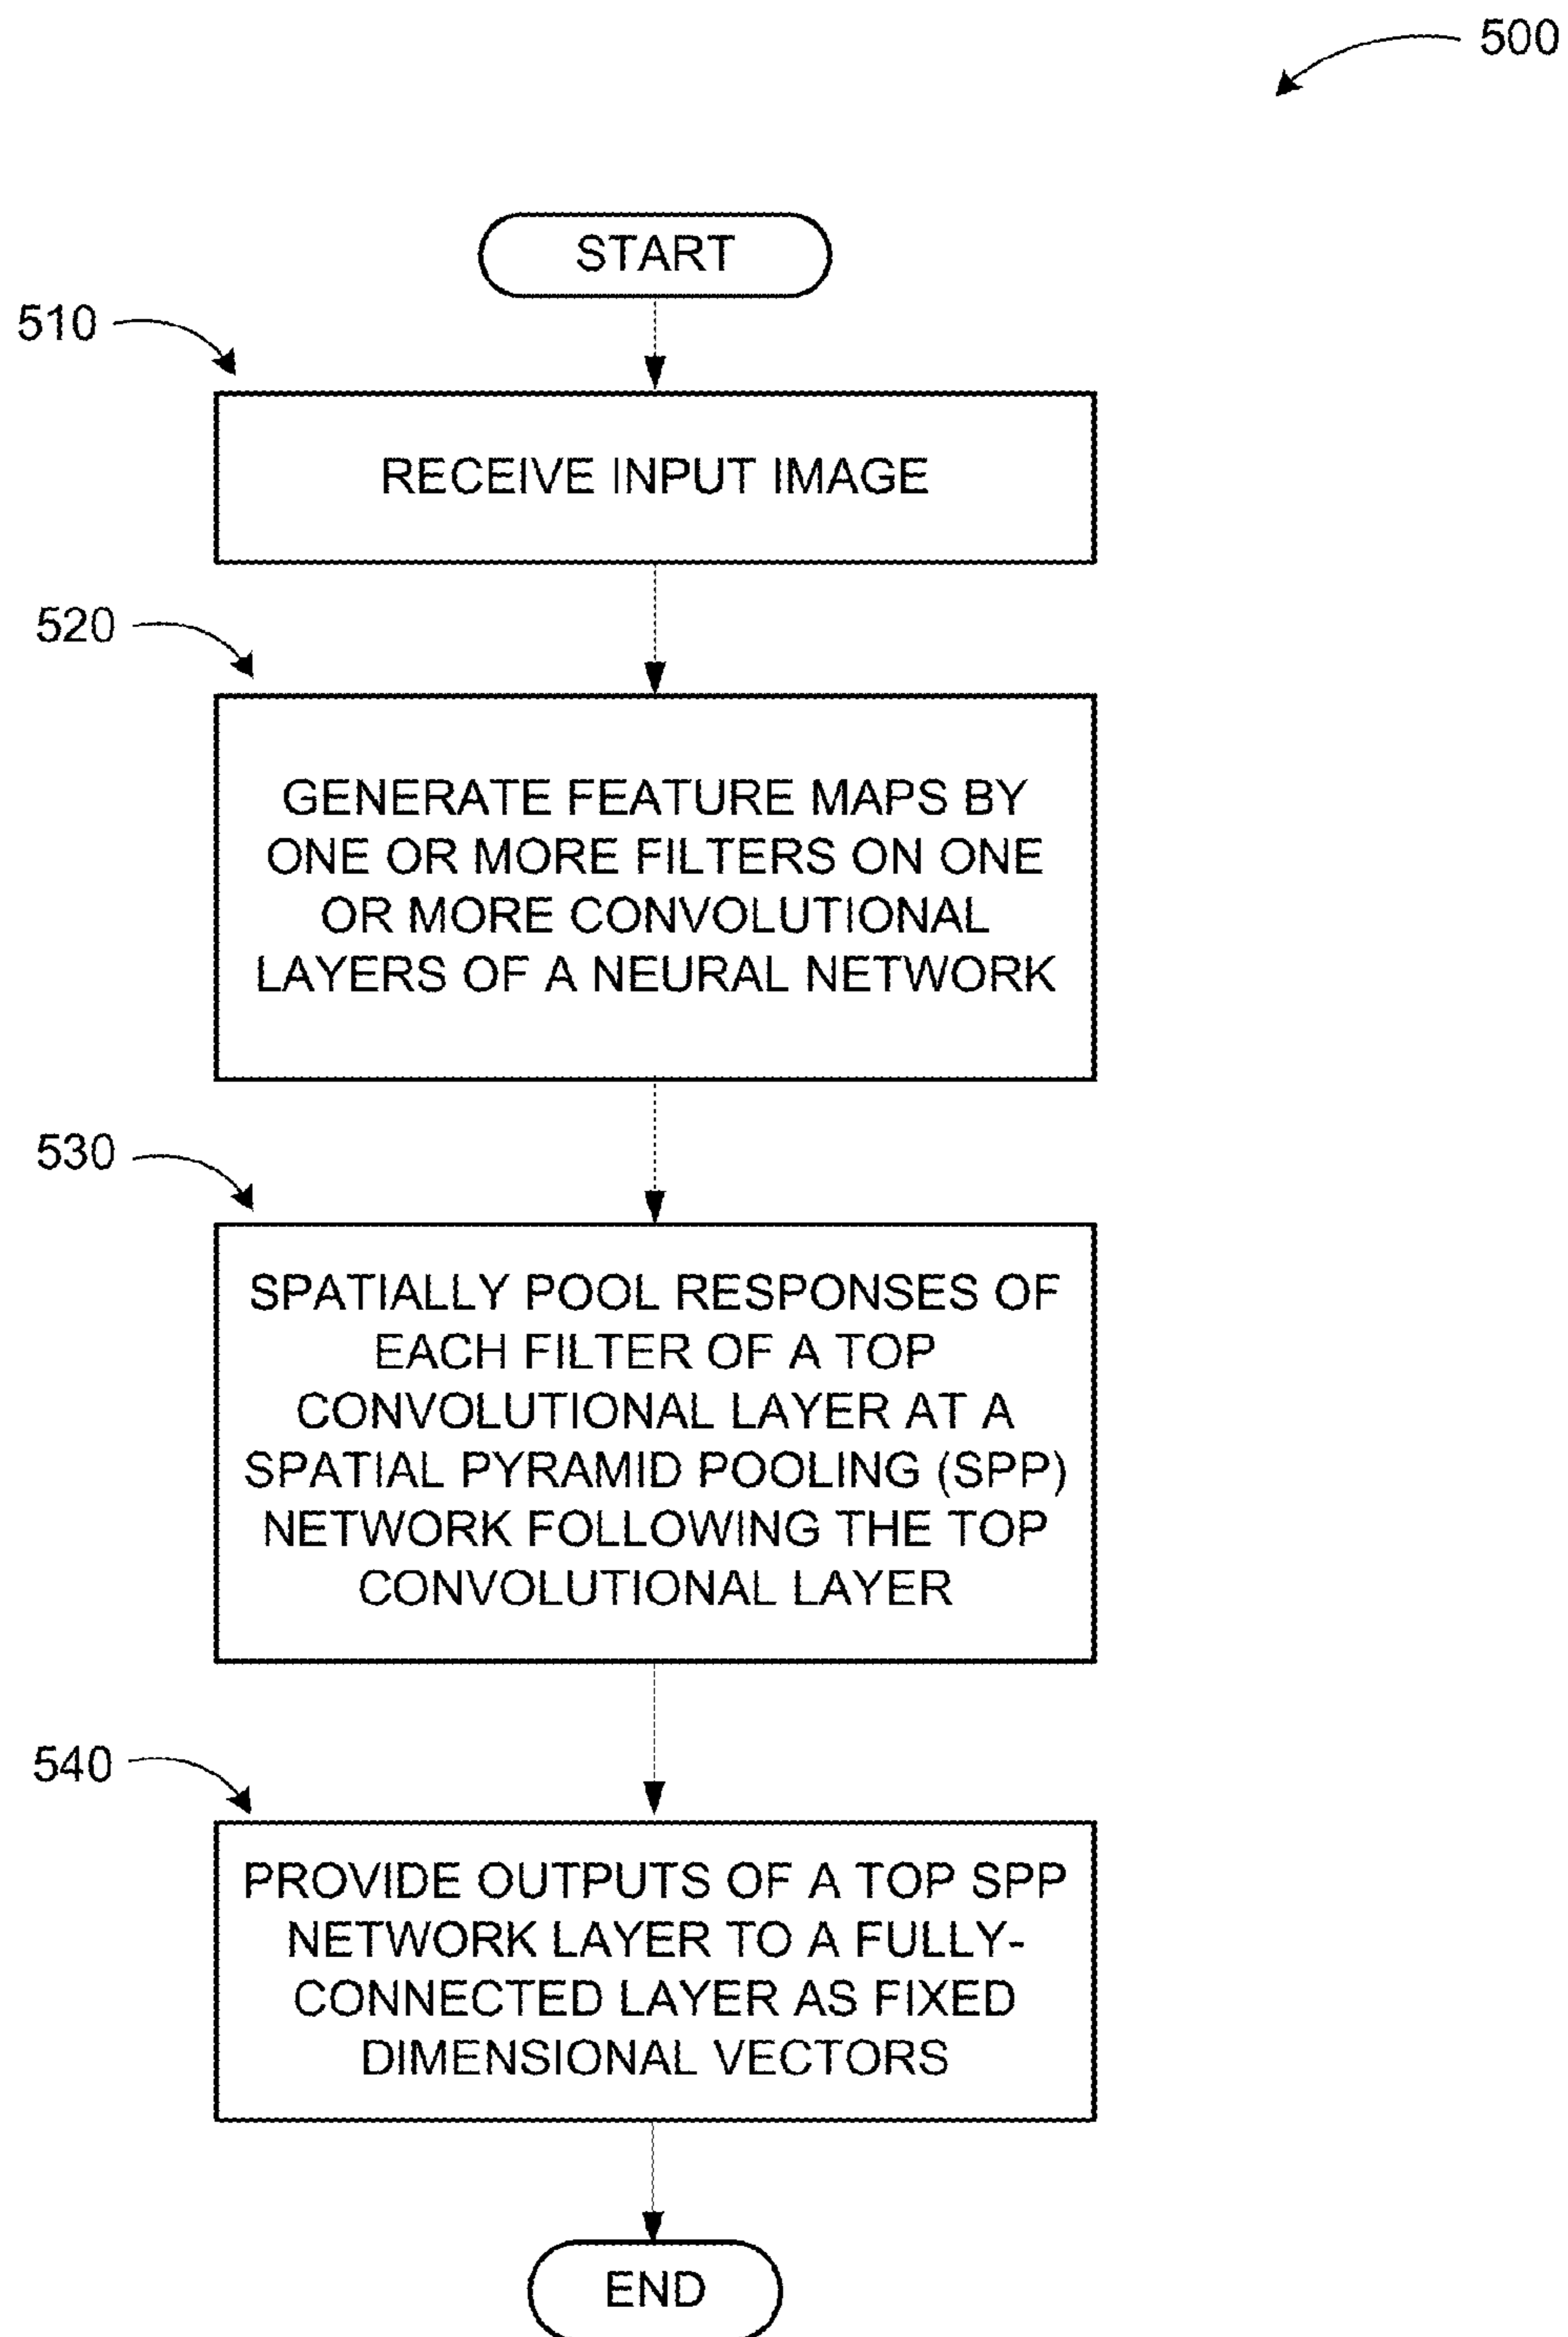 500
START
510
RECEIVE INPUT IMAGE
520
GENERATE FEATURE MAPS BY
ONE OR MORE FILTERS ON ONE
OR MORE CONVOLUTIONAL
LAYERS OF A NEURAL NETWORK
530
SPATIALLY POOL RESPONSES OF
EACH FILTER OF A TOP
CONVOLUTIONAL LAYER AT A
SPATIAL PYRAMID POOLING (SPP)
NETWORK FOLLOWING THE TOP
CONVOLUTIONAL LAYER
540
PROVIDE OUTPUTS OF A TOP SPP
NETWORK LAYER TO A FULLY-
CONNECTED LAYER AS FIXED
DIMENSIONAL VECTORS
END